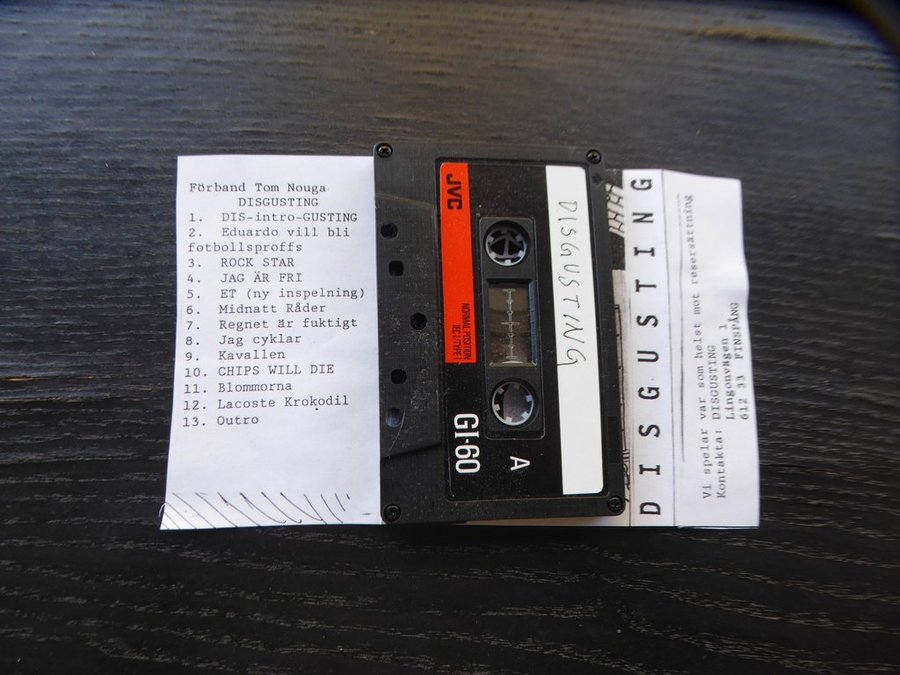 Förband Tom Nouga
DISGUSTING
1. DIS-intro-GUSTING
2. Eduardo vill bli
fotbollsproffs
3. ROCK STAR
4. JAG ÄR FRI
5. ET (ny inspelning)
6. Midnatt Råder
7. Regnet är fuktigt
8. Jag cyklar
9. Kavallen
10. CHIPS WILL DIE
11. Blommorna
12. Lacoste Krokodil
13. Outro
JVC
NORMAL POSITION
IEC I/TYPE I
GI-60
A
DISGUSTING
DISGUSTING
Vi spelar var som helst mot resersättning
Kontakta: DISGUSTING
Lingonvägen 1
612 33 FINSPÅNG